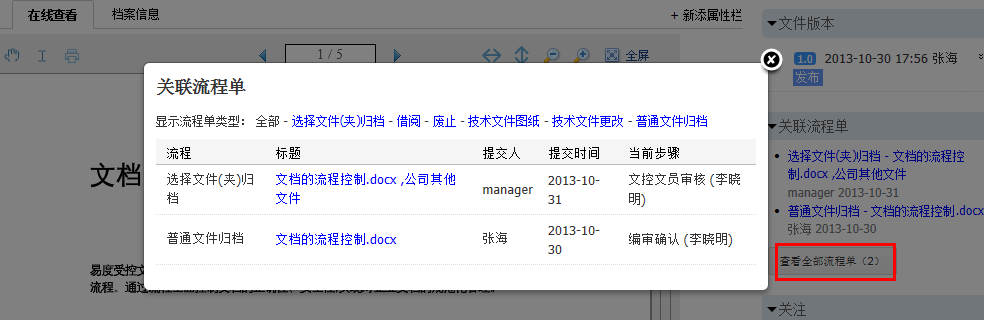 在线查看
档案信息
+ 新添属性栏
1 / 5
全屏
文档
易度受控文
流程。通过流程
关联流程单
显示流程单类型： 全部 - 选择文件(夹)归档 - 借阅 - 废止 - 技术文件图纸 - 技术文件更改 - 普通文件归档
流程 标题 提交人 提交时间 当前步骤
选择文件(夹)归档 文档的流程控制.docx ,公司其他文件 manager 2013-10-31 文控文员审核 (李晓明)
普通文件归档 文档的流程控制.docx 张海 2013-10-30 编审确认 (李晓明)
文件版本
1.0 2013-10-30 17:56 张海
发布
关联流程单
选择文件(夹)归档 - 文档的流程控
制.docx ,公司其他文件
manager 2013-10-31
普通文件归档 - 文档的流程控制.docx
张海 2013-10-30
查看全部流程单（2）
关注